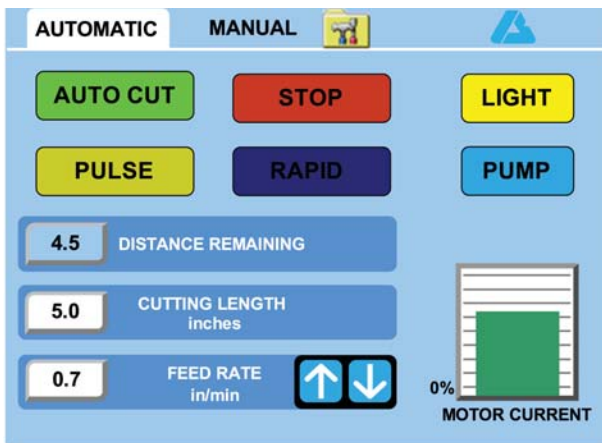 AUTOMATIC MANUAL
AUTO CUT STOP LIGHT
PULSE RAPID PUMP
4.5 DISTANCE REMAINING
5.0 CUTTING LENGTH
inches
0.7 FEED RATE
in/min
0%
MOTOR CURRENT